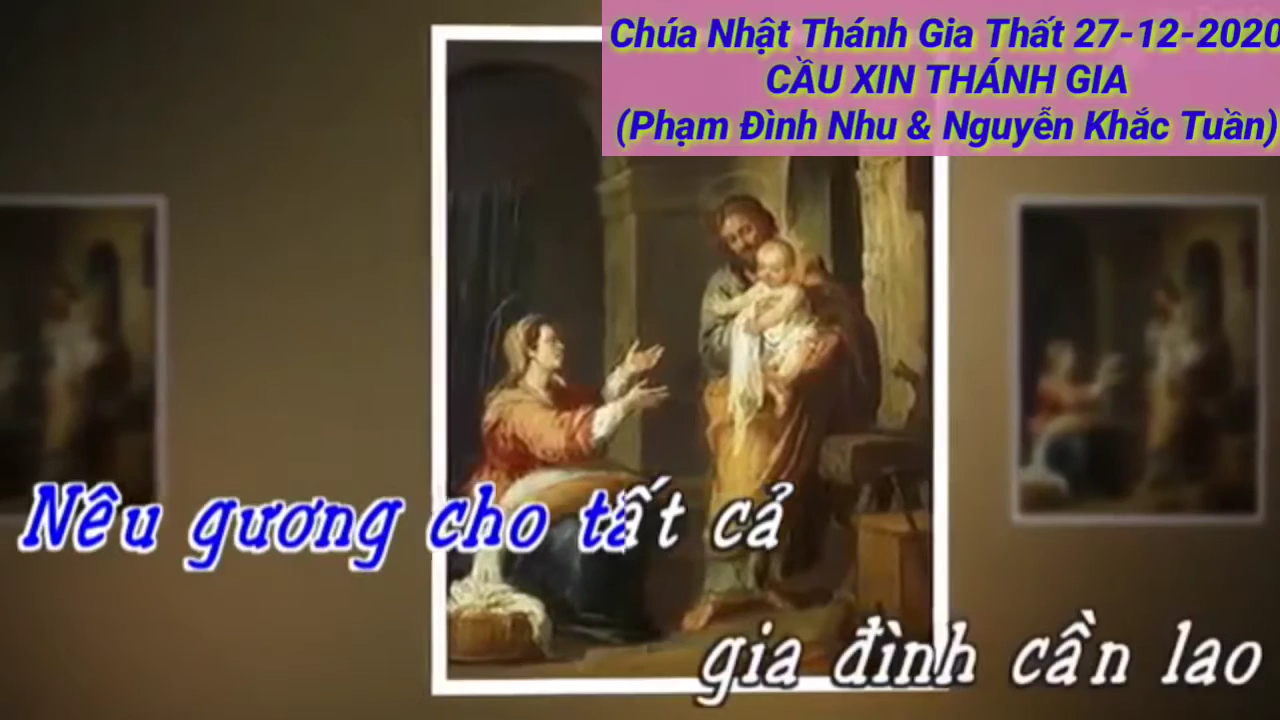 Chúa Nhật Thánh Gia Thất 27-12-2020
CẦU XIN THÁNH GIA
(Phạm Đình Nhu & Nguyễn Khắc Tuần)
Nêu gương cho tất cả
gia đình cần lao